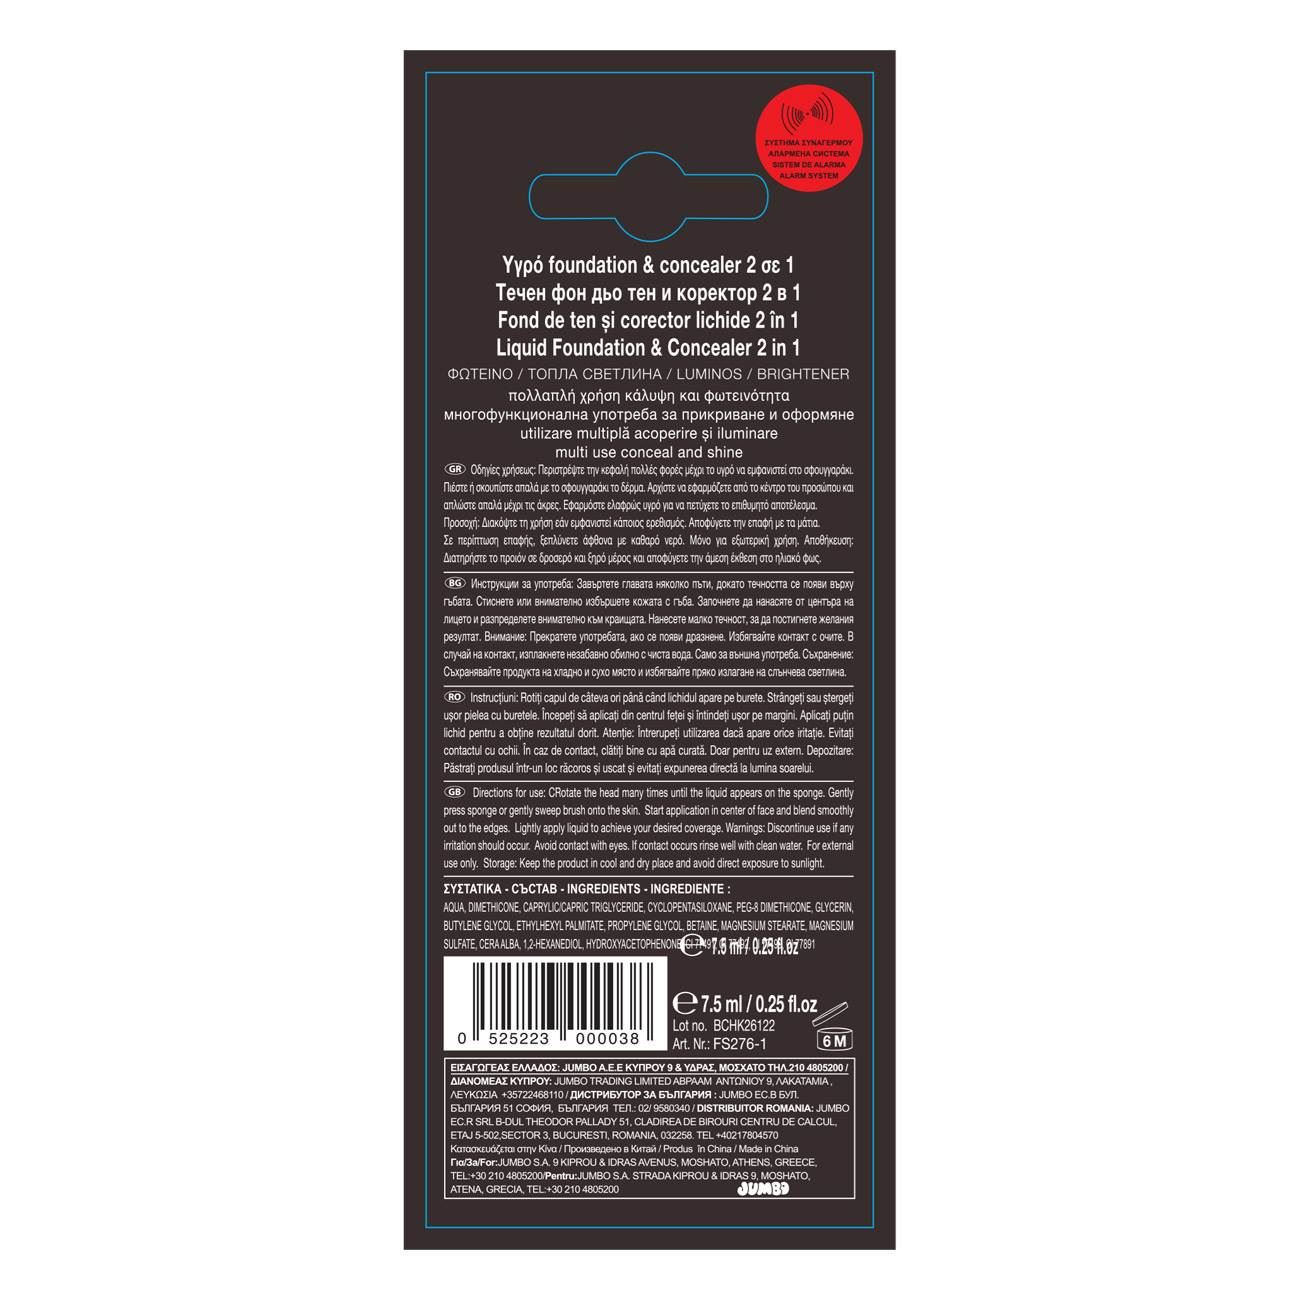 ΣΥΣΤΗΜΑ ΣΥΝΑΓΕΡΜΟΥ
АЛАРМЕНА СИСТЕМА
SISTEM DE ALARMA
ALARM SYSTEM
Υγρό foundation & concealer 2 σε 1
Течен фон дьо тен и коректор 2 в 1
Fond de ten și corector lichide 2 în 1
Liquid Foundation & Concealer 2 in 1
ΦΩΤΕΙΝΟ / ТОПЛА СВЕТЛИНА / LUMINOS / BRIGHTENER
πολλαπλή χρήση κάλυψη και φωτεινότητα
многофункционална употреба за прикриване и оформяне
utilizare multiplă acoperire și iluminare
multi use conceal and shine
GR Οδηγίες χρήσεως: Περιστρέψτε την κεφαλή πολλές φορές μέχρι το υγρό να εμφανιστεί στο σφουγγαράκι.
Πιέστε ή σκουπίστε απαλά με το σφουγγαράκι το δέρμα. Αρχίστε να εφαρμόζετε από το κέντρο του προσώπου και
απλώστε απαλά μέχρι τις άκρες. Εφαρμόστε ελαφρώς υγρό για να πετύχετε το επιθυμητό αποτέλεσμα.
Προσοχή: Διακόψτε τη χρήση εάν εμφανιστεί κάποιος ερεθισμός. Αποφύγετε την επαφή με τα μάτια.
Σε περίπτωση επαφής, ξεπλύνετε άφθονα με καθαρό νερό. Μόνο για εξωτερική χρήση. Αποθήκευση:
Διατηρήστε το προιόν σε δροσερό και ξηρό μέρος και αποφύγετε την άμεση έκθεση στο ηλιακό φως.
BG Инструкции за употреба: Завъртете главата няколко пъти, докато течността се появи върху
гъбата. Стиснете или внимателно избършете кожата с гъба. Започнете да нанасяте от центъра на
лицето и разпределете внимателно към краищата. Нанесете малко течност, за да постигнете желания
резултат. Внимание: Прекратете употребата, ако се появи дразнене. Избягвайте контакт с очите. В
случай на контакт, изплакнете незабавно обилно с чиста вода. Само за външна употреба. Съхранение:
Съхранявайте продукта на хладно и сухо място и избягвайте пряко излагане на слънчева светлина.
RO Instrucțiuni: Rotiți capul de câteva ori până când lichidul apare pe burete. Strângeți sau ștergeți
ușor pielea cu buretele. Începeți să aplicați din centrul feței și întindeți ușor pe margini. Aplicați puțin
lichid pentru a obține rezultatul dorit. Atenție: Întrerupeți utilizarea dacă apare orice iritație. Evitați
contactul cu ochii. În caz de contact, clătiți bine cu apă curată. Doar pentru uz extern. Depozitare:
Păstrați produsul într-un loc răcoros și uscat și evitați expunerea directă la lumina soarelui.
GB Directions for use: CRotate the head many times until the liquid appears on the sponge. Gently
press sponge or gently sweep brush onto the skin. Start application in center of face and blend smoothly
out to the edges. Lightly apply liquid to achieve your desired coverage. Warnings: Discontinue use if any
irritation should occur. Avoid contact with eyes. If contact occurs rinse well with clean water. For external
use only. Storage: Keep the product in cool and dry place and avoid direct exposure to sunlight.
ΣΥΣΤΑΤΙΚΑ - СЪСТАВ - INGREDIENTS - INGREDIENTE :
AQUA, DIMETHICONE, CAPRYLIC/CAPRIC TRIGLYCERIDE, CYCLOPENTASILOXANE, PEG-8 DIMETHICONE, GLYCERIN,
BUTYLENE GLYCOL, ETHYLHEXYL PALMITATE, PROPYLENE GLYCOL, BETAINE, MAGNESIUM STEARATE, MAGNESIUM
SULFATE, CERA ALBA, 1,2-HEXANEDIOL, HYDROXYACETOPHENONE 77891
℮ 7.5 ml / 0.25 fl.oz
℮ 7.5 ml / 0.25 fl.oz
Lot no. BCHK26122
Art. Nr.: FS276-1
6 M
0 525223 000038
ΕΙΣΑΓΩΓΕΑΣ ΕΛΛΑΔΟΣ: JUMBO A.E.E ΚΥΠΡΟΥ 9 & ΥΔΡΑΣ, ΜΟΣΧΑΤΟ ΤΗΛ.210 4805200 /
ΔΙΑΝΟΜΕΑΣ ΚΥΠΡΟΥ: JUMBO TRADING LIMITED ΑΒΡΑΑΜ ΑΝΤΩΝΙΟΥ 9, ΛΑΚΑΤΑΜΙΑ ,
ΛΕΥΚΩΣΙΑ +35722468110 / ДИСТРИБУТОР ЗА БЪЛГАРИЯ : JUMBO EC.B БУЛ.
БЪЛГАРИЯ 51 СОФИЯ, БЪЛГАРИЯ ТЕЛ.: 02/ 9580340 / DISTRIBUITOR ROMANIA: JUMBO
EC.R SRL B-DUL THEODOR PALLADY 51, CLADIREA DE BIROURI CENTRU DE CALCUL,
ETAJ 5-502,SECTOR 3, BUCURESTI, ROMANIA, 032258. TEL +40217804570
Κατασκευάζεται στην Κίνα / Произведено в Китай / Produs în China / Made in China
Για/За/For:JUMBO S.A. 9 KIPROU & IDRAS AVENUS, MOSHATO, ATHENS, GREECE,
TEL:+30 210 4805200/Pentru:JUMBO S.A. STRADA KIPROU & IDRAS 9, MOSHATO,
ATENA, GRECIA, TEL:+30 210 4805200
JUMBO